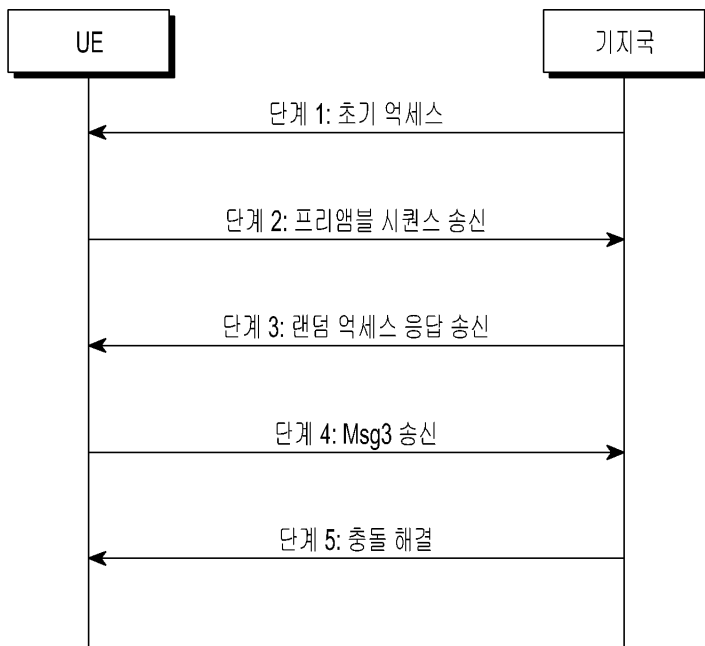 UE
기지국
단계 1: 초기 억세스
단계 2: 프리앰블 시퀀스 송신
단계 3: 랜덤 억세스 응답 송신
단계 4: Msg3 송신
단계 5: 충돌 해결